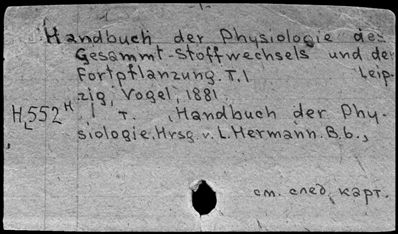 - 1 -
Handbuch der Physiologie des
Gesammt-Stoffwechsels und der
Fortpflanzung. T. I Leip-
zig, Vogel, 1881.
H 552 н
L
I т. , Handbuch der Phy-
siologie. Hrsg. v. L. Hermann. B. 6.,
см. след. карт.